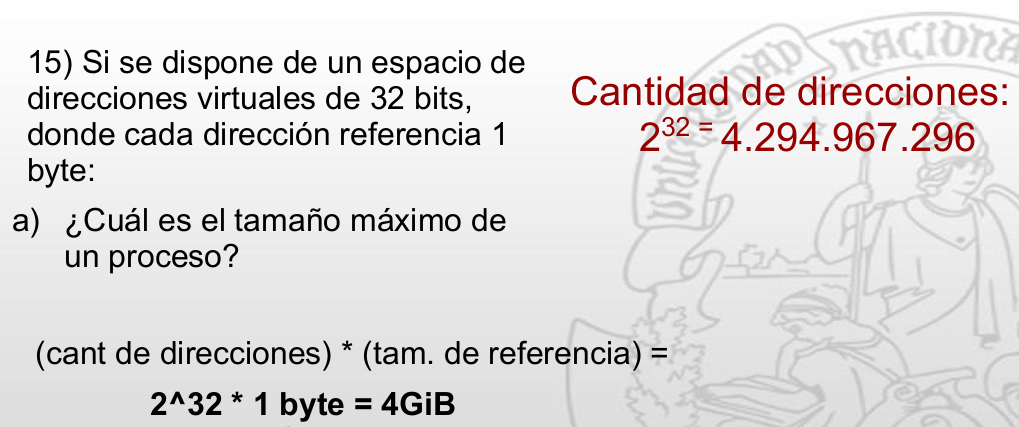 15) Si se dispone de un espacio de
direcciones virtuales de 32 bits,
donde cada dirección referencia 1
byte:
a) ¿Cuál es el tamaño máximo de
un proceso?
(cant de direcciones) * (tam. de referencia) =
2^32 * 1 byte = 4GiB
Cantidad de direcciones:
2³² ⁼ 4.294.967.296
UNIVERSIDAD NACIONA